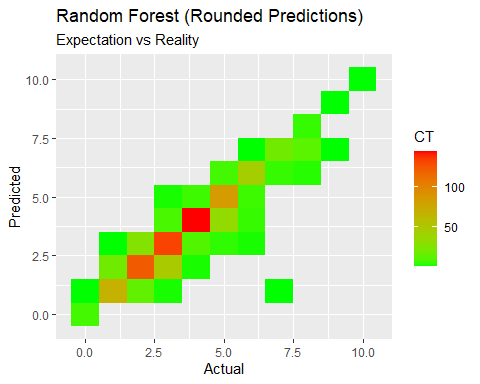 Random Forest (Rounded Predictions)
Expectation vs Reality
10.0
7.5
5.0
2.5
0.0
Predicted
0.0 2.5 5.0 7.5 10.0
Actual
CT
100
50